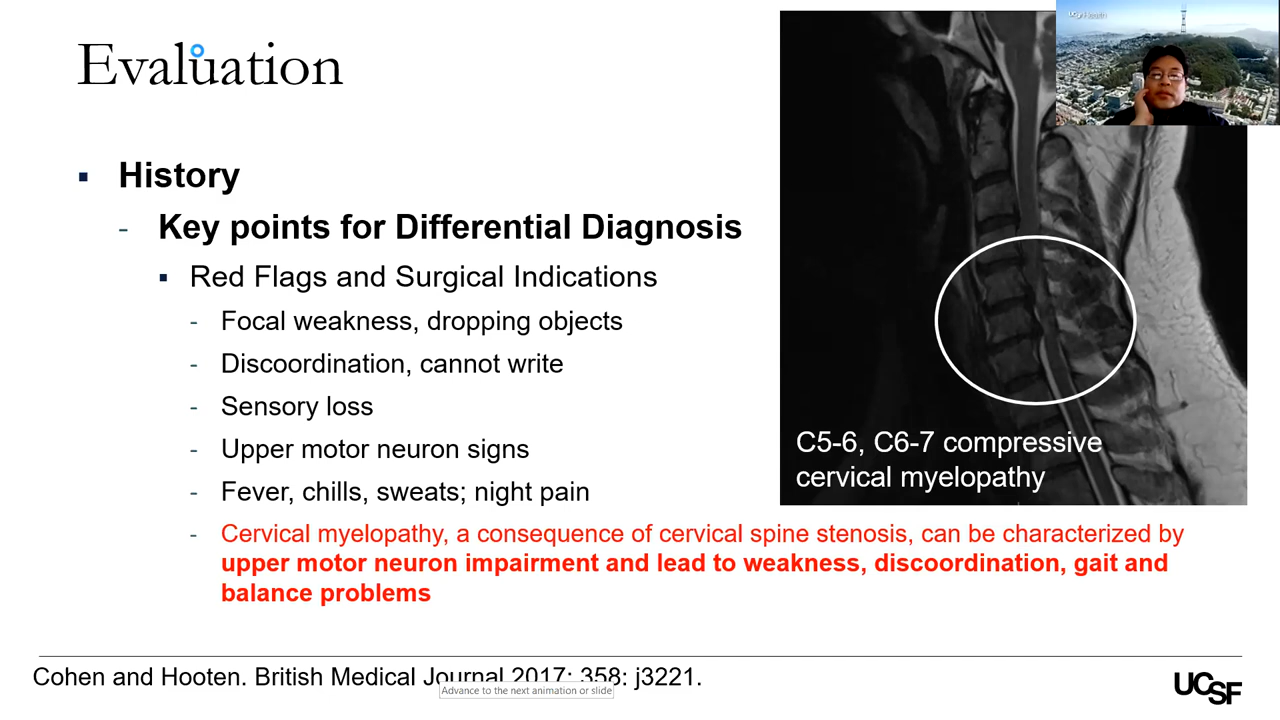 Evaluation
UCSF Health
▪ History
- Key points for Differential Diagnosis
▪ Red Flags and Surgical Indications
- Focal weakness, dropping objects
- Discoordination, cannot write
- Sensory loss
- Upper motor neuron signs
- Fever, chills, sweats; night pain
- Cervical myelopathy, a consequence of cervical spine stenosis, can be characterized by
upper motor neuron impairment and lead to weakness, discoordination, gait and
balance problems
C5-6, C6-7 compressive
cervical myelopathy
Cohen and Hooten. British Medical Journal 2017; 358: j3221.
Advance to the next animation or slide
UCSF